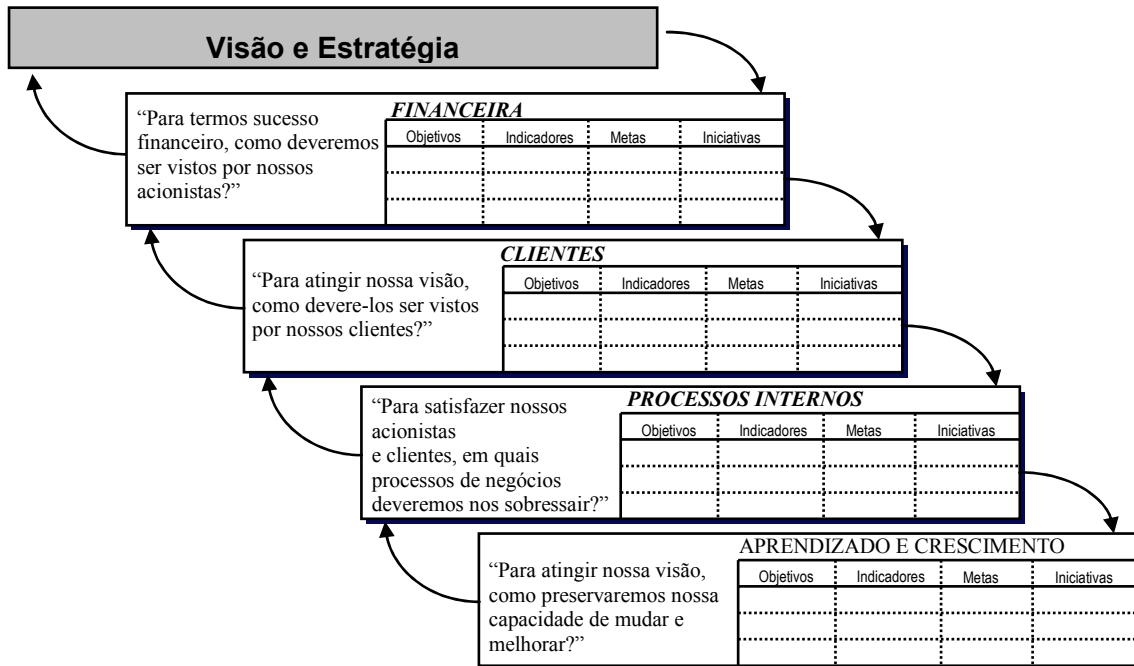 Visão e Estratégia
“Para termos sucesso
financeiro, como deveremos
ser vistos por nossos
acionistas?”
FINANCEIRA
Objetivos Indicadores Metas Iniciativas
“Para atingir nossa visão,
como devere-los ser vistos
por nossos clientes?”
CLIENTES
Objetivos Indicadores Metas Iniciativas
“Para satisfazer nossos
acionistas
e clientes, em quais
processos de negócios
deveremos nos sobressair?”
PROCESSOS INTERNOS
Objetivos Indicadores Metas Iniciativas
“Para atingir nossa visão,
como preservaremos nossa
capacidade de mudar e
melhorar?”
APRENDIZADO E CRESCIMENTO
Objetivos Indicadores Metas Iniciativas